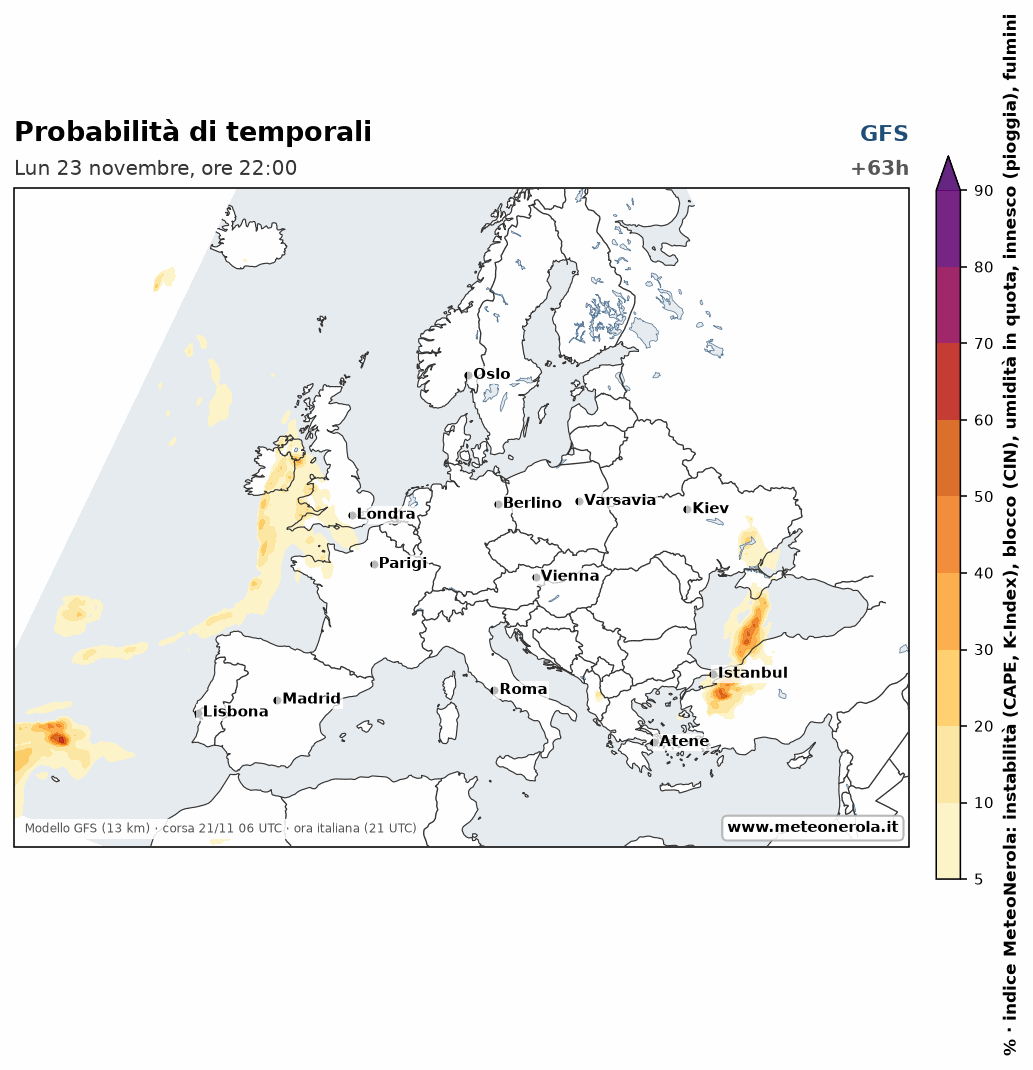 Probabilità di temporali
GFS
Lun 23 novembre, ore 22:00
+63h
90
80
70
60
50
40
30
20
10
5
% · indice MeteoNerola: instabilità (CAPE, K-Index), blocco (CIN), umidità in quota, innesco (pioggia), fulmini
Oslo
Berlino
Varsavia
Kiev
Londra
Parigi
Vienna
Istanbul
Roma
Madrid
Lisbona
Atene
Modello GFS (13 km) · corsa 21/11 06 UTC · ora italiana (21 UTC)
www.meteonerola.it